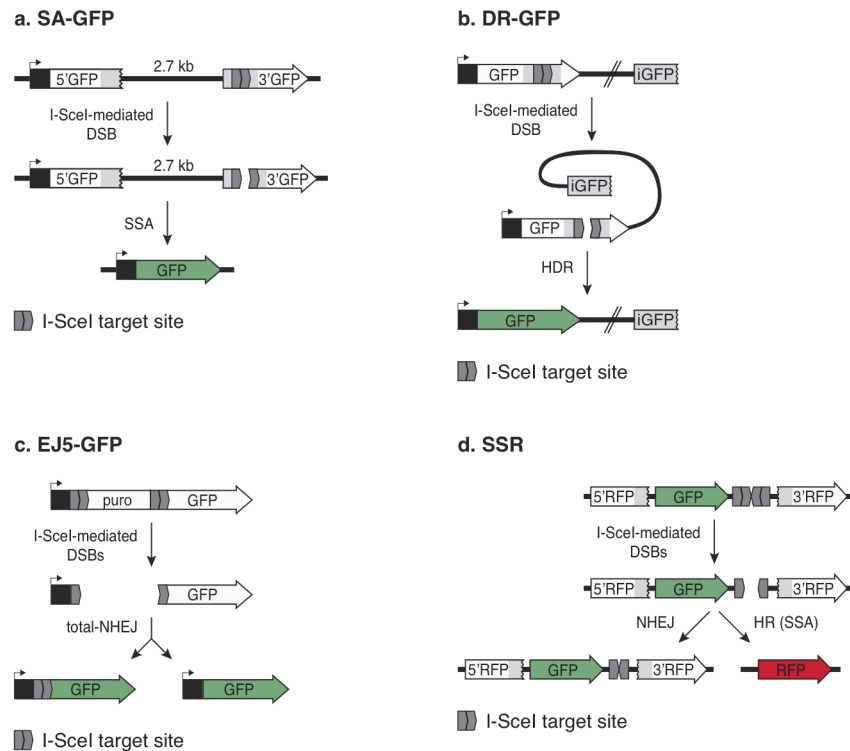 a. SA-GFP
2.7 kb
5'GFP
3'GFP
I-SceI-mediated
DSB
2.7 kb
5'GFP
3'GFP
SSA
GFP
I-SceI target site
b. DR-GFP
GFP
iGFP
I-SceI-mediated
DSB
iGFP
GFP
HDR
GFP
iGFP
I-SceI target site
c. EJ5-GFP
puro
GFP
I-SceI-mediated
DSBs
GFP
total-NHEJ
GFP
GFP
I-SceI target site
d. SSR
5'RFP
GFP
3'RFP
I-SceI-mediated
DSBs
5'RFP
GFP
3'RFP
NHEJ
HR (SSA)
5'RFP
GFP
3'RFP
RFP
I-SceI target site